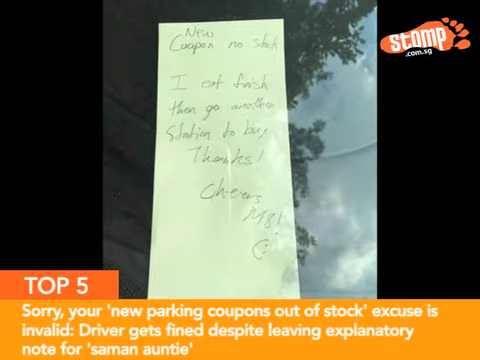 New
Coupon no stock
I eat finish
then go another
Station to buy
Thanks!
Cheers
M8!
STOMP
.com.sg
TOP 5
Sorry, your 'new parking coupons out of stock' excuse is
invalid: Driver gets fined despite leaving explanatory
note for 'saman auntie'